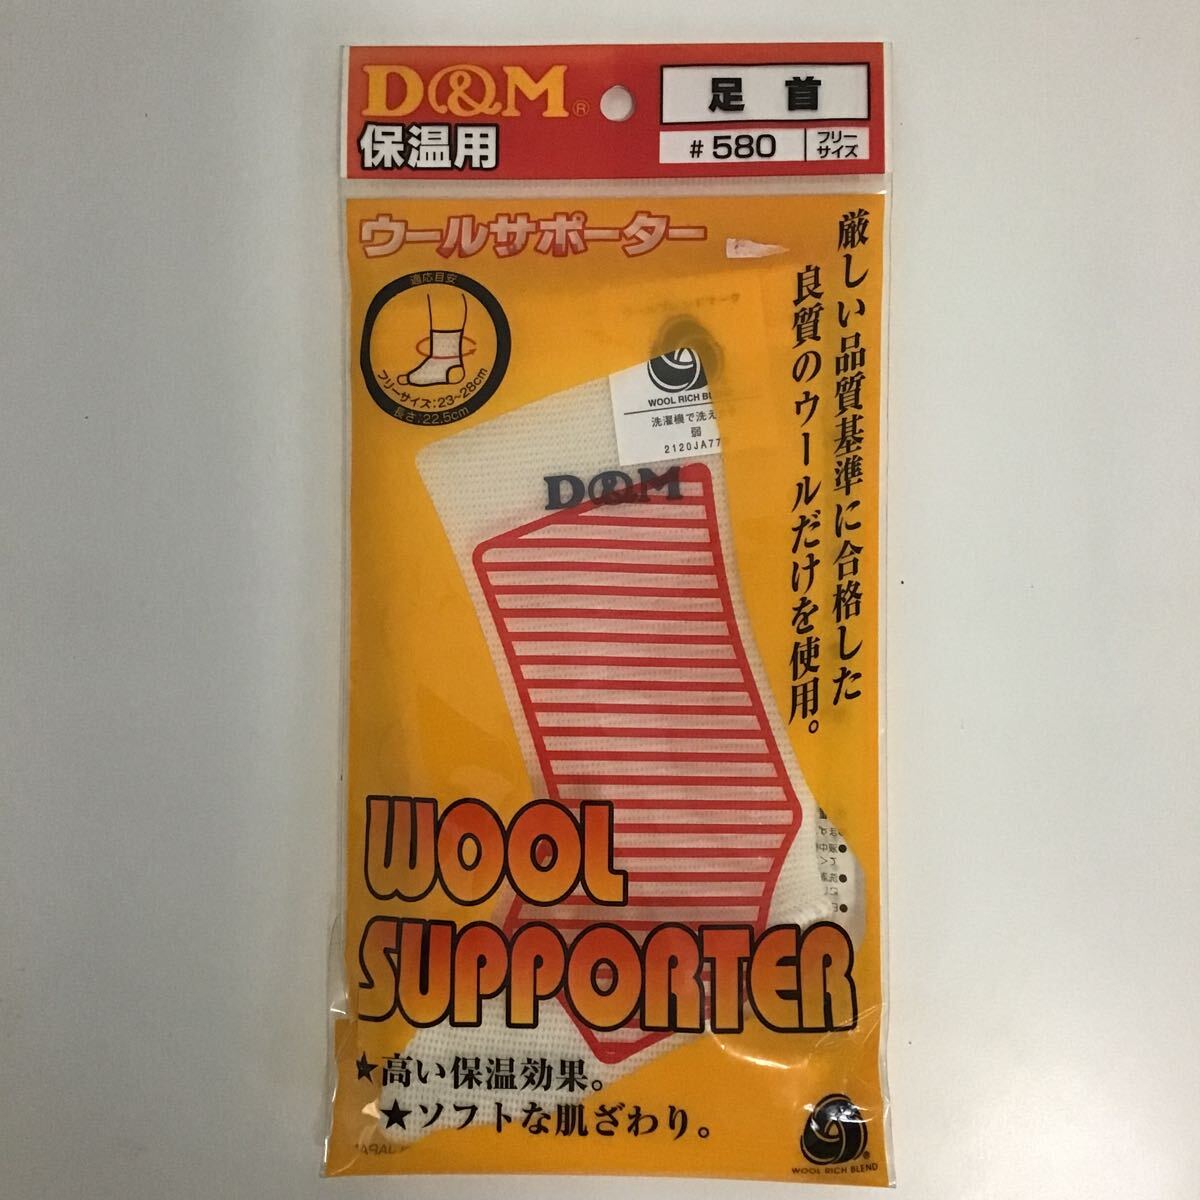 D&M®
保温用
足首
#580
フリー
サイズ
ウールサポーター
適応目安
フリーサイズ:23~28cm
長さ:22.5cm
厳しい品質基準に合格した
良質のウールだけを使用。
WOOL RICH BL
洗濯機で洗え
弱
2120JA77
D&M
WOOL
SUPPORTER
★高い保温効果。
★ソフトな肌ざわり。
WOOL RICH BLEND